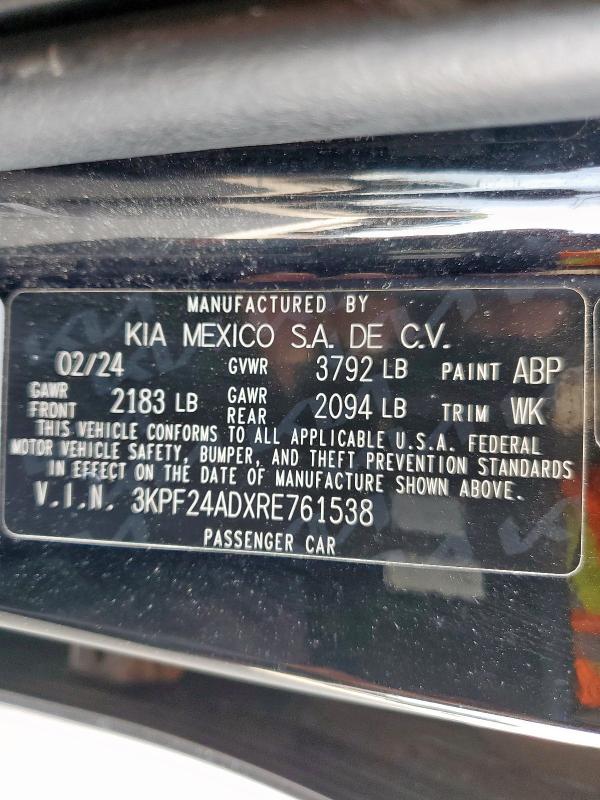 MANUFACTURED BY
KIA MEXICO S.A. DE C.V.
02/24 GVWR 3792 LB PAINT ABP
GAWR FRONT 2183 LB GAWR REAR 2094 LB TRIM WK
THIS VEHICLE CONFORMS TO ALL APPLICABLE U.S.A. FEDERAL
MOTOR VEHICLE SAFETY, BUMPER, AND THEFT PREVENTION STANDARDS
IN EFFECT ON THE DATE OF MANUFACTURE SHOWN ABOVE.
V.I.N. 3KPF24ADXRE761538
PASSENGER CAR